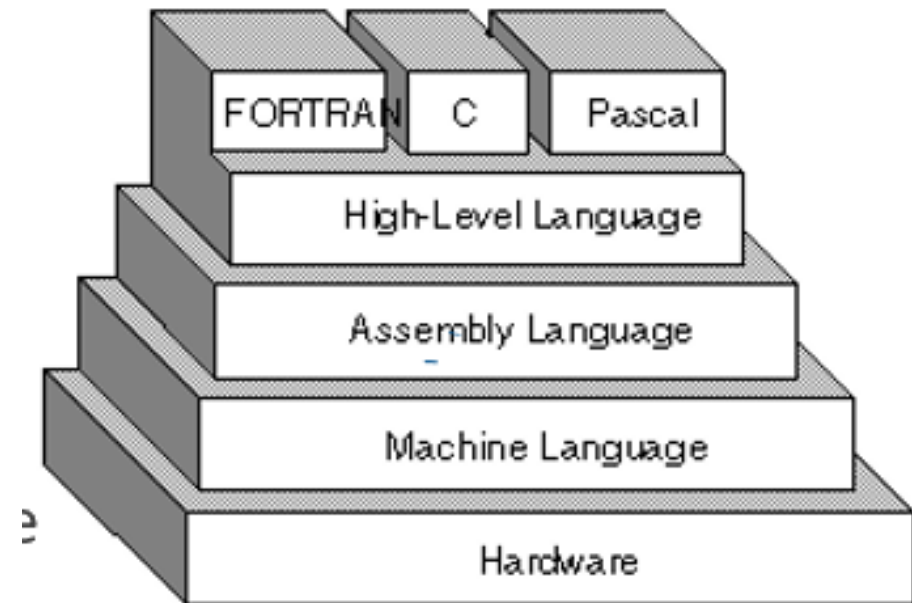 FORTRAN C Pascal
High-Level Language
Assembly Language
Machine Language
e
Hardware